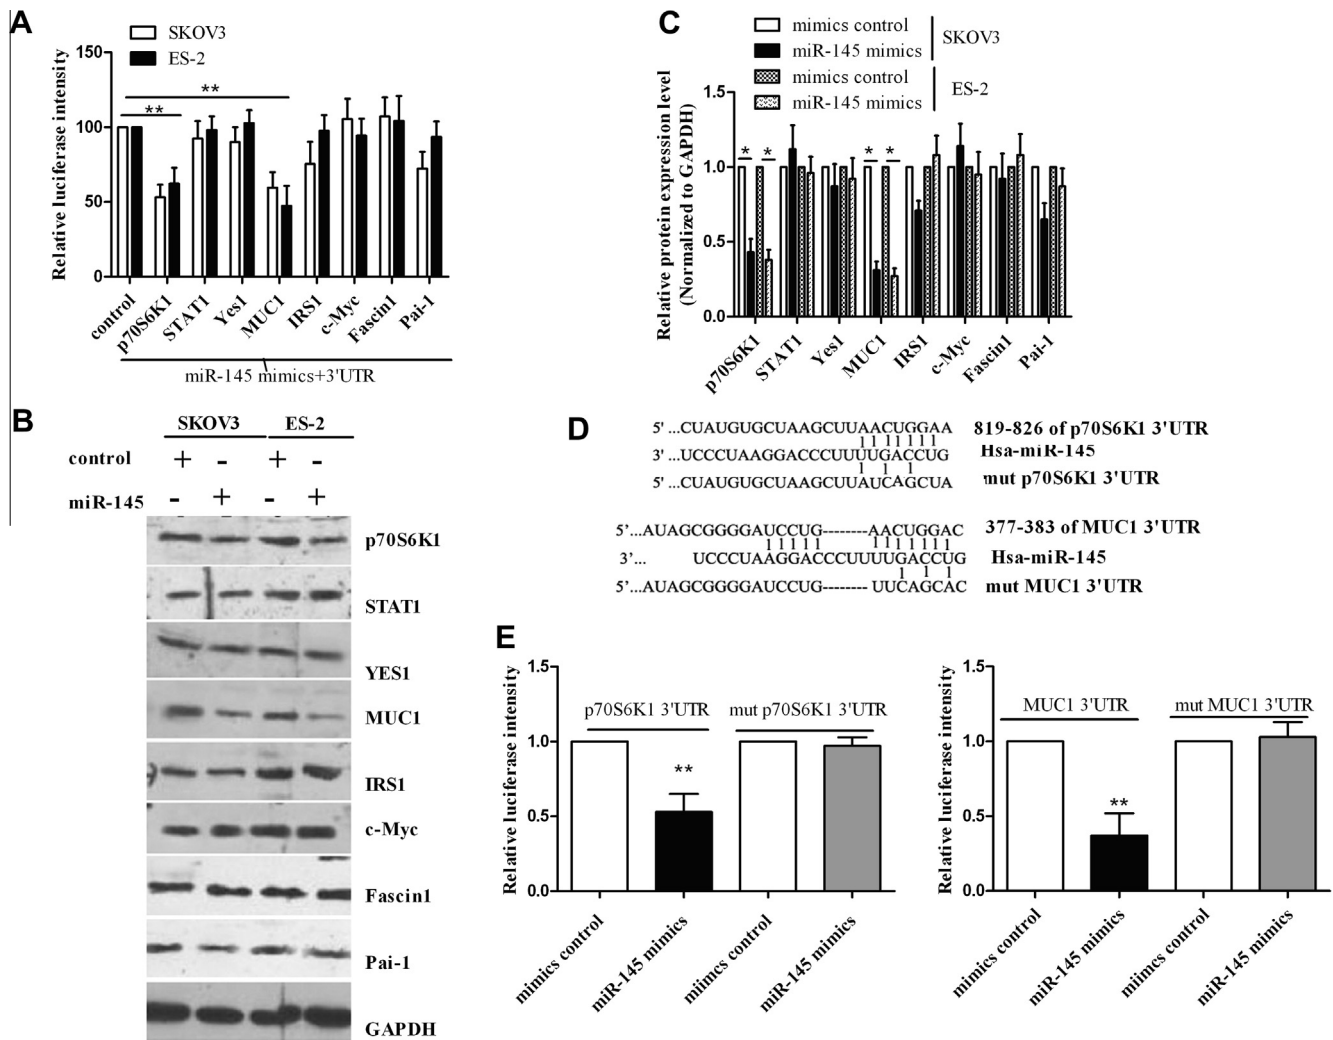 A
SKOV3
ES-2
Relative luciferase intensity
150
100
50
0
**
**
control
p70S6K1
STAT1
Yes1
MUC1
IRS1
c-Myc
Fascin1
Pai-1
miR-145 mimics+3'UTR
B
SKOV3 ES-2
control + - + -
miR-145 - + - +
p70S6K1
STAT1
YES1
MUC1
IRS1
c-Myc
Fascin1
Pai-1
GAPDH
C
mimics control
miR-145 mimics
SKOV3
mimics control
miR-145 mimics
ES-2
Relative protein expression level
(Normalized to GAPDH)
1.5
1.0
0.5
0.0
* * * *
p70S6K1
STAT1
Yes1
MUC1
IRS1
c-Myc
Fascin1
Pai-1
D
5' ...CUAUGUGCUAAGCUUAACUGGAA 819-826 of p70S6K1 3'UTR
3' ...UCCCUAAGGACCCUUUUGACCUG Hsa-miR-145
5' ...CUAUGUGCUAAGCUUAUCAGCUA mut p70S6K1 3'UTR
5'...AUAGCGGGGAUCCUG--------AACUGGAC 377-383 of MUC1 3'UTR
3'... UCCCUAAGGACCCUUUUGACCUG Hsa-miR-145
5'...AUAGCGGGGAUCCUG--------UUCAGCAC mut MUC1 3'UTR
E
Relative luciferase intensity
1.5
1.0
0.5
0.0
p70S6K1 3'UTR
mut p70S6K1 3'UTR
**
mimics control
miR-145 mimics
miimcs control
miR-145 mimics
Relative luciferase intensity
1.5
1.0
0.5
0.0
MUC1 3'UTR
mut MUC1 3'UTR
**
mimics control
miR-145 mimics
miimcs control
miR-145 mimics